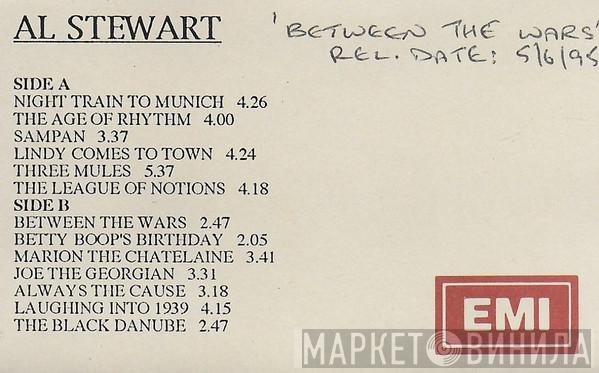 AL STEWART
'BETWEEN THE WARS'
REL. DATE: 5/6/95
SIDE A
NIGHT TRAIN TO MUNICH 4.26
THE AGE OF RHYTHM 4.00
SAMPAN 3.37
LINDY COMES TO TOWN 4.24
THREE MULES 5.37
THE LEAGUE OF NOTIONS 4.18
SIDE B
BETWEEN THE WARS 2.47
BETTY BOOP'S BIRTHDAY 2.05
MARION THE CHATELAINE 3.41
JOE THE GEORGIAN 3.31
ALWAYS THE CAUSE 3.18
LAUGHING INTO 1939 4.15
THE BLACK DANUBE 2.47
EMI
МАРКЕТ ВИНИЛА